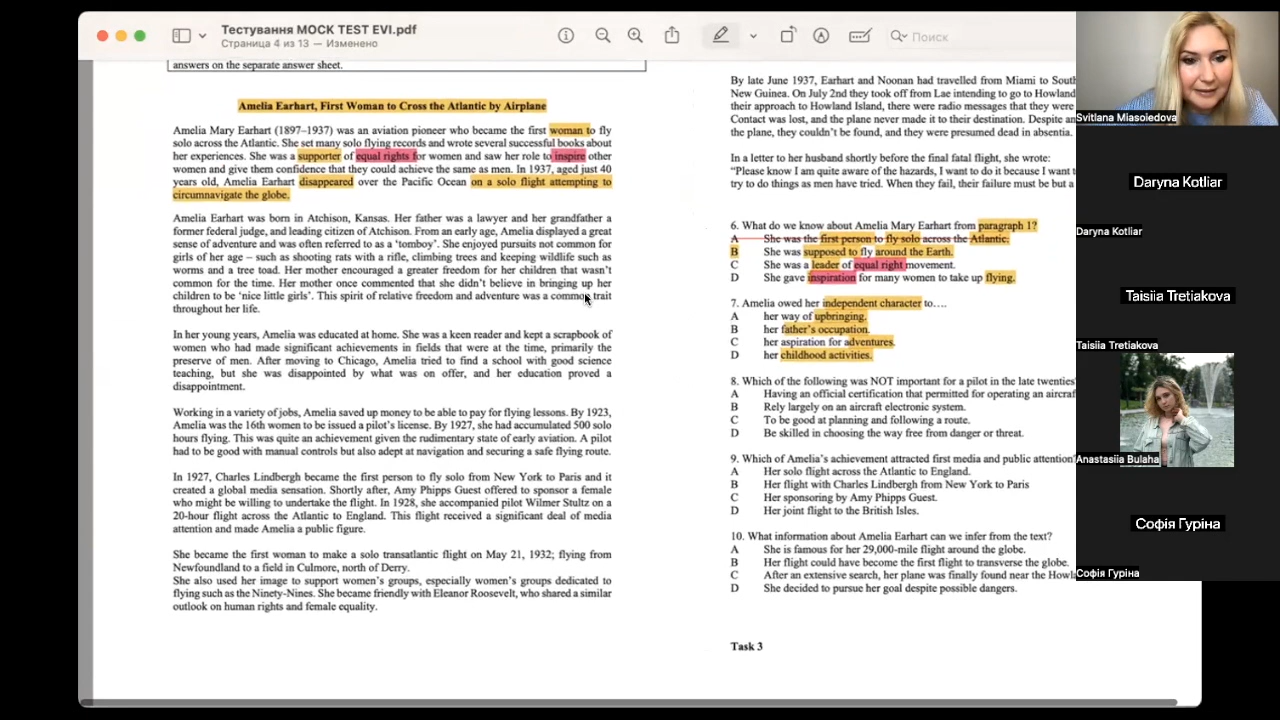 Тестування MOCK TEST EVI.pdf
Страница 4 из 13 — Изменено
Поиск
answers on the separate answer sheet.
Amelia Earhart, First Woman to Cross the Atlantic by Airplane
Amelia Mary Earhart (1897–1937) was an aviation pioneer who became the first woman to fly
solo across the Atlantic. She set many solo flying records and wrote several successful books about
her experiences. She was a supporter of equal rights for women and saw her role to inspire other
women and give them confidence that they could achieve the same as men. In 1937, aged just 40
years old, Amelia Earhart disappeared over the Pacific Ocean on a solo flight attempting to
circumnavigate the globe.
Amelia Earhart was born in Atchison, Kansas. Her father was a lawyer and her grandfather a
former federal judge, and leading citizen of Atchison. From an early age, Amelia displayed a great
sense of adventure and was often referred to as a ‘tomboy’. She enjoyed pursuits not common for
girls of her age – such as shooting rats with a rifle, climbing trees and keeping wildlife such as
worms and a tree toad. Her mother encouraged a greater freedom for her children that wasn’t
common for the time. Her mother once commented that she didn’t believe in bringing up her
children to be ‘nice little girls’. This spirit of relative freedom and adventure was a common trait
throughout her life.
In her young years, Amelia was educated at home. She was a keen reader and kept a scrapbook of
women who had made significant achievements in fields that were at the time, primarily the
preserve of men. After moving to Chicago, Amelia tried to find a school with good science
teaching, but she was disappointed by what was on offer, and her education proved a
disappointment.
Working in a variety of jobs, Amelia saved up money to be able to pay for flying lessons. By 1923,
Amelia was the 16th women to be issued a pilot’s license. By 1927, she had accumulated 500 solo
hours flying. This was quite an achievement given the rudimentary state of early aviation. A pilot
had to be good with manual controls but also adept at navigation and securing a safe flying route.
In 1927, Charles Lindbergh became the first person to fly solo from New York to Paris and it
created a global media sensation. Shortly after, Amy Phipps Guest offered to sponsor a female
who might be willing to undertake the flight. In 1928, she accompanied pilot Wilmer Stultz on a
20-hour flight across the Atlantic to England. This flight received a significant deal of media
attention and made Amelia a public figure.
She became the first woman to make a solo transatlantic flight on May 21, 1932; flying from
Newfoundland to a field in Culmore, north of Derry.
She also used her image to support women’s groups, especially women’s groups dedicated to
flying such as the Ninety-Nines. She became friendly with Eleanor Roosevelt, who shared a similar
outlook on human rights and female equality.
By late June 1937, Earhart and Noonan had travelled from Miami to South
New Guinea. On July 2nd they took off from Lae intending to go to Howland
their approach to Howland Island, there were radio messages that they were
Contact was lost, and the plane never made it to their destination. Despite an
the plane, they couldn’t be found, and they were presumed dead in absentia.
In a letter to her husband shortly before the final fatal flight, she wrote:
“Please know I am quite aware of the hazards, I want to do it because I want t
try to do things as men have tried. When they fail, their failure must be but a
6. What do we know about Amelia Mary Earhart from paragraph 1?
A She was the first person to fly solo across the Atlantic.
B She was supposed to fly around the Earth.
C She was a leader of equal right movement.
D She gave inspiration for many women to take up flying.
7. Amelia owed her independent character to….
A her way of upbringing.
B her father’s occupation.
C her aspiration for adventures.
D her childhood activities.
8. Which of the following was NOT important for a pilot in the late twenties
A Having an official certification that permitted for operating an aircraf
B Rely largely on an aircraft electronic system.
C To be good at planning and following a route.
D Be skilled in choosing the way free from danger or threat.
9. Which of Amelia’s achievement attracted first media and public attention?
A Her solo flight across the Atlantic to England.
B Her flight with Charles Lindbergh from New York to Paris
C Her sponsoring by Amy Phipps Guest.
D Her joint flight to the British Isles.
10. What information about Amelia Earhart can we infer from the text?
A She is famous for her 29,000-mile flight around the globe.
B Her flight could have become the first flight to transverse the globe.
C After an extensive search, her plane was finally found near the Howl
D She decided to pursue her goal despite possible dangers.
Task 3
Svitlana Miasoiedova
Daryna Kotliar
Daryna Kotliar
Taisiia Tretiakova
Taisiia Tretiakova
Anastasiia Bulaha
Софія Гуріна
Софія Гуріна